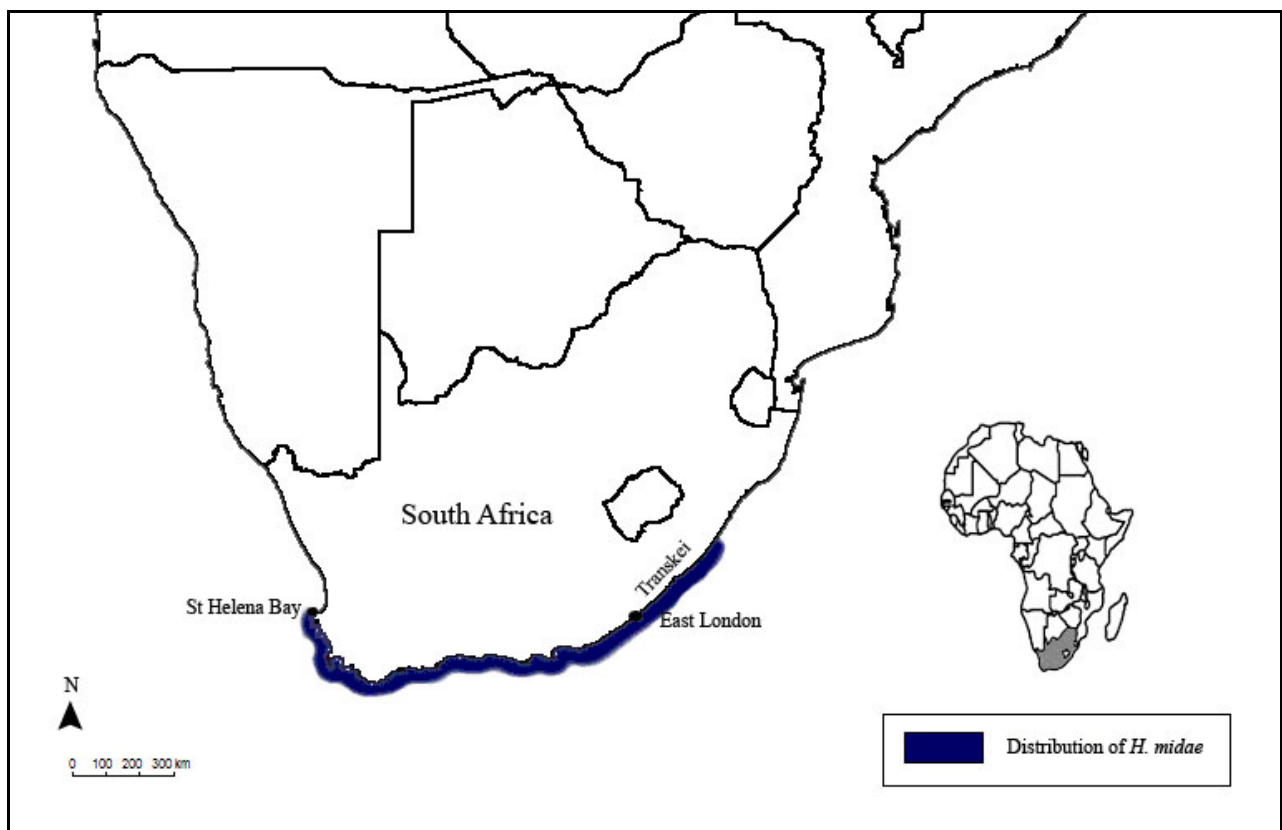 South Africa
Transkei
St Helena Bay
East London
N
0 100 200 300 km
Distribution of H. midae